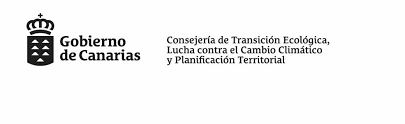 Gobierno
de Canarias
Consejería de Transición Ecológica,
Lucha contra el Cambio Climático
y Planificación Territorial